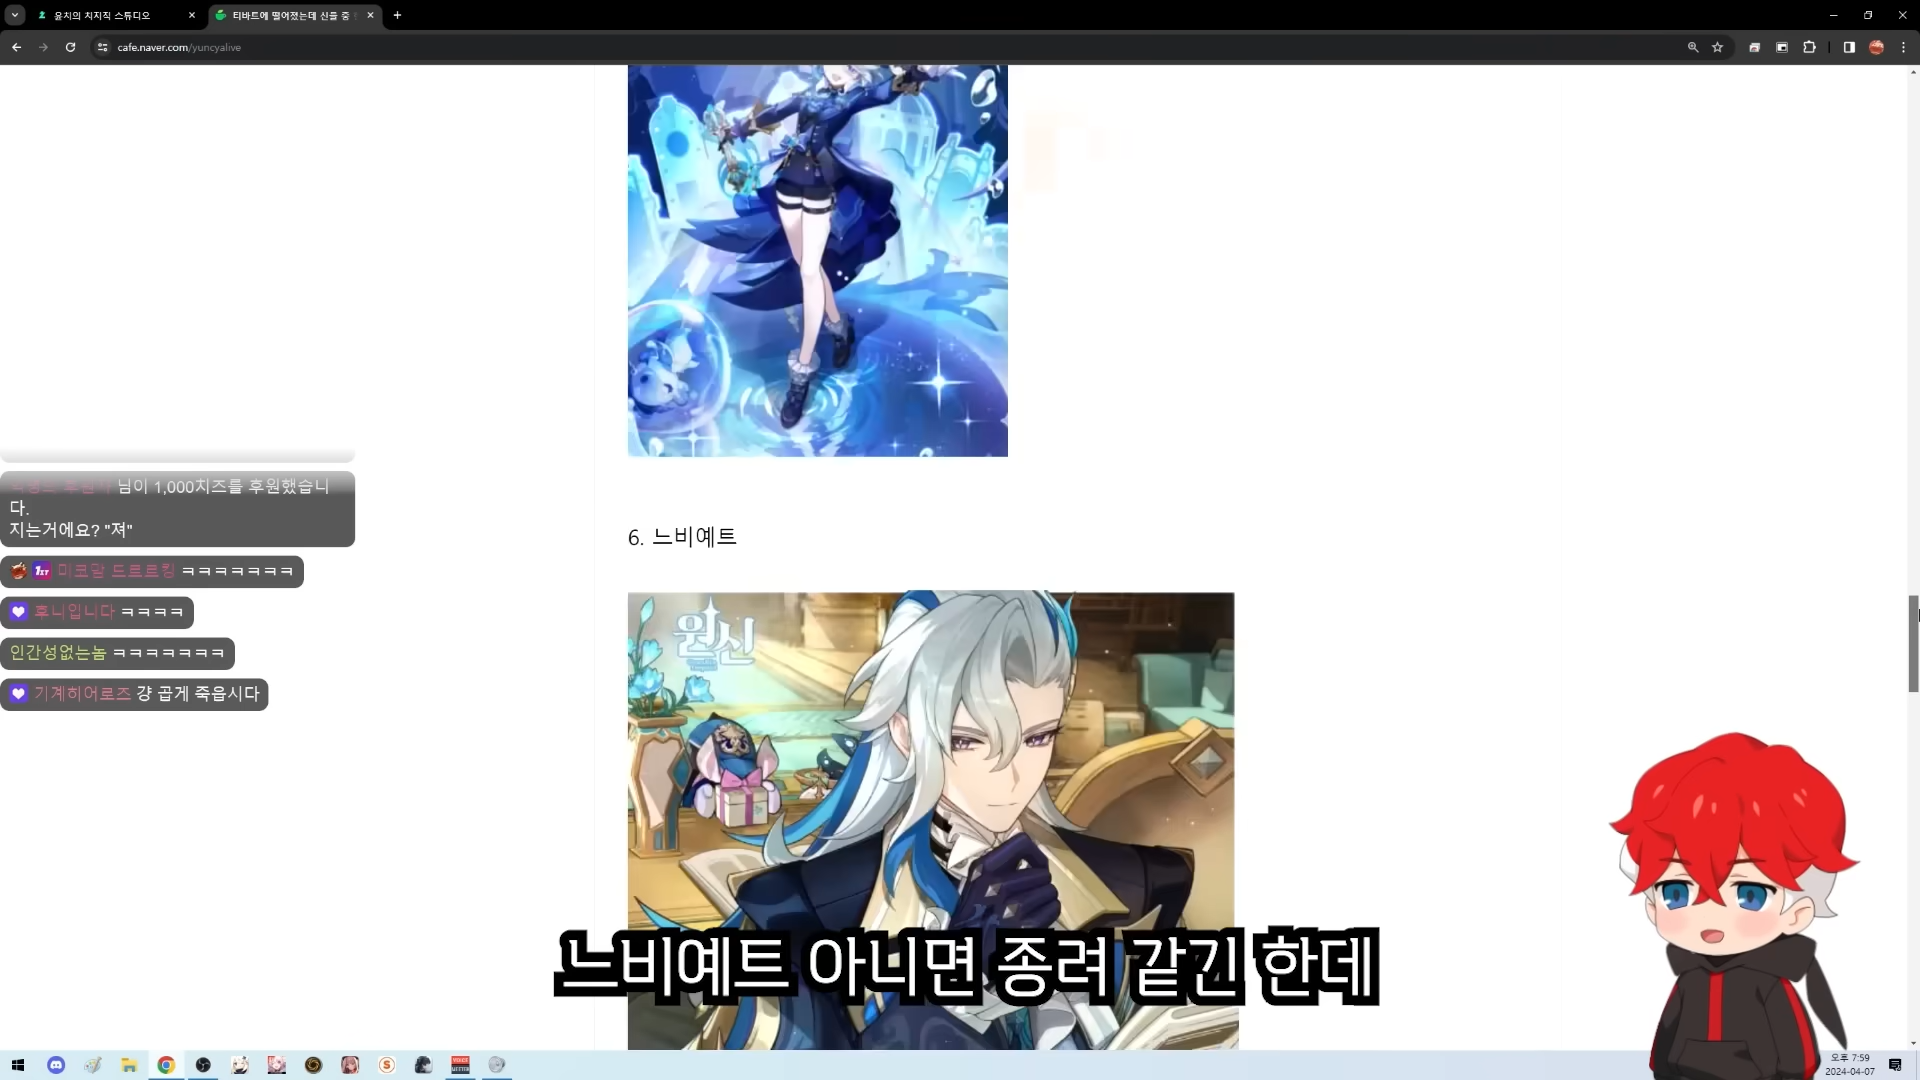 윤치의 치지직 스튜디오
티바트에 떨어졌는데 신들 중
cafe.naver.com/yuncyalive
님이 1,000치즈를 후원했습니
다.
지는거에요? "져"
미코맘 드르르킹 ㅋㅋㅋㅋㅋㅋㅋ
후니입니다 ㅋㅋㅋㅋ
인간성없는놈 ㅋㅋㅋㅋㅋㅋㅋ
기계히어로즈 걍 곱게 죽읍시다
6. 느비예트
원신
느비예트 아니면 종려 같긴 한데
오후 7:59
2024-04-07